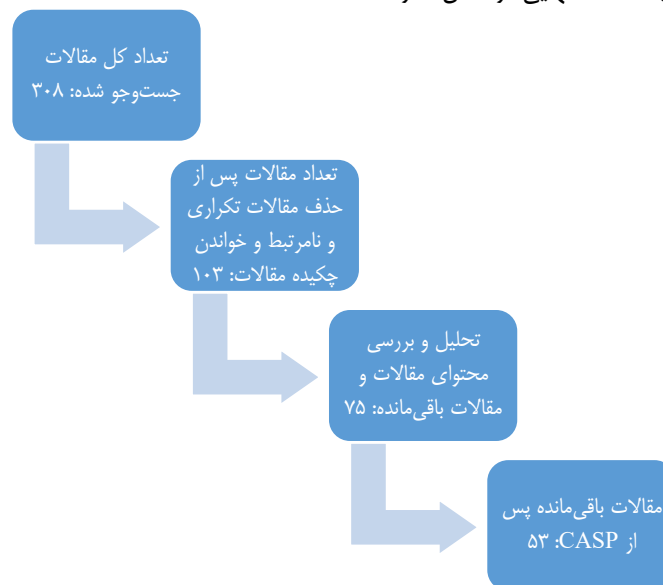 تعداد کل مقالات
جست‌وجو شده: ۳۰۸
تعداد مقالات پس از
حذف مقالات تکراری
و نامرتبط و خواندن
چکیده مقالات: ۱۰۳
تحلیل و بررسی
محتوای مقالات و
مقالات باقی‌مانده: ۷۵
مقالات باقی‌مانده پس
از CASP: ۵۳